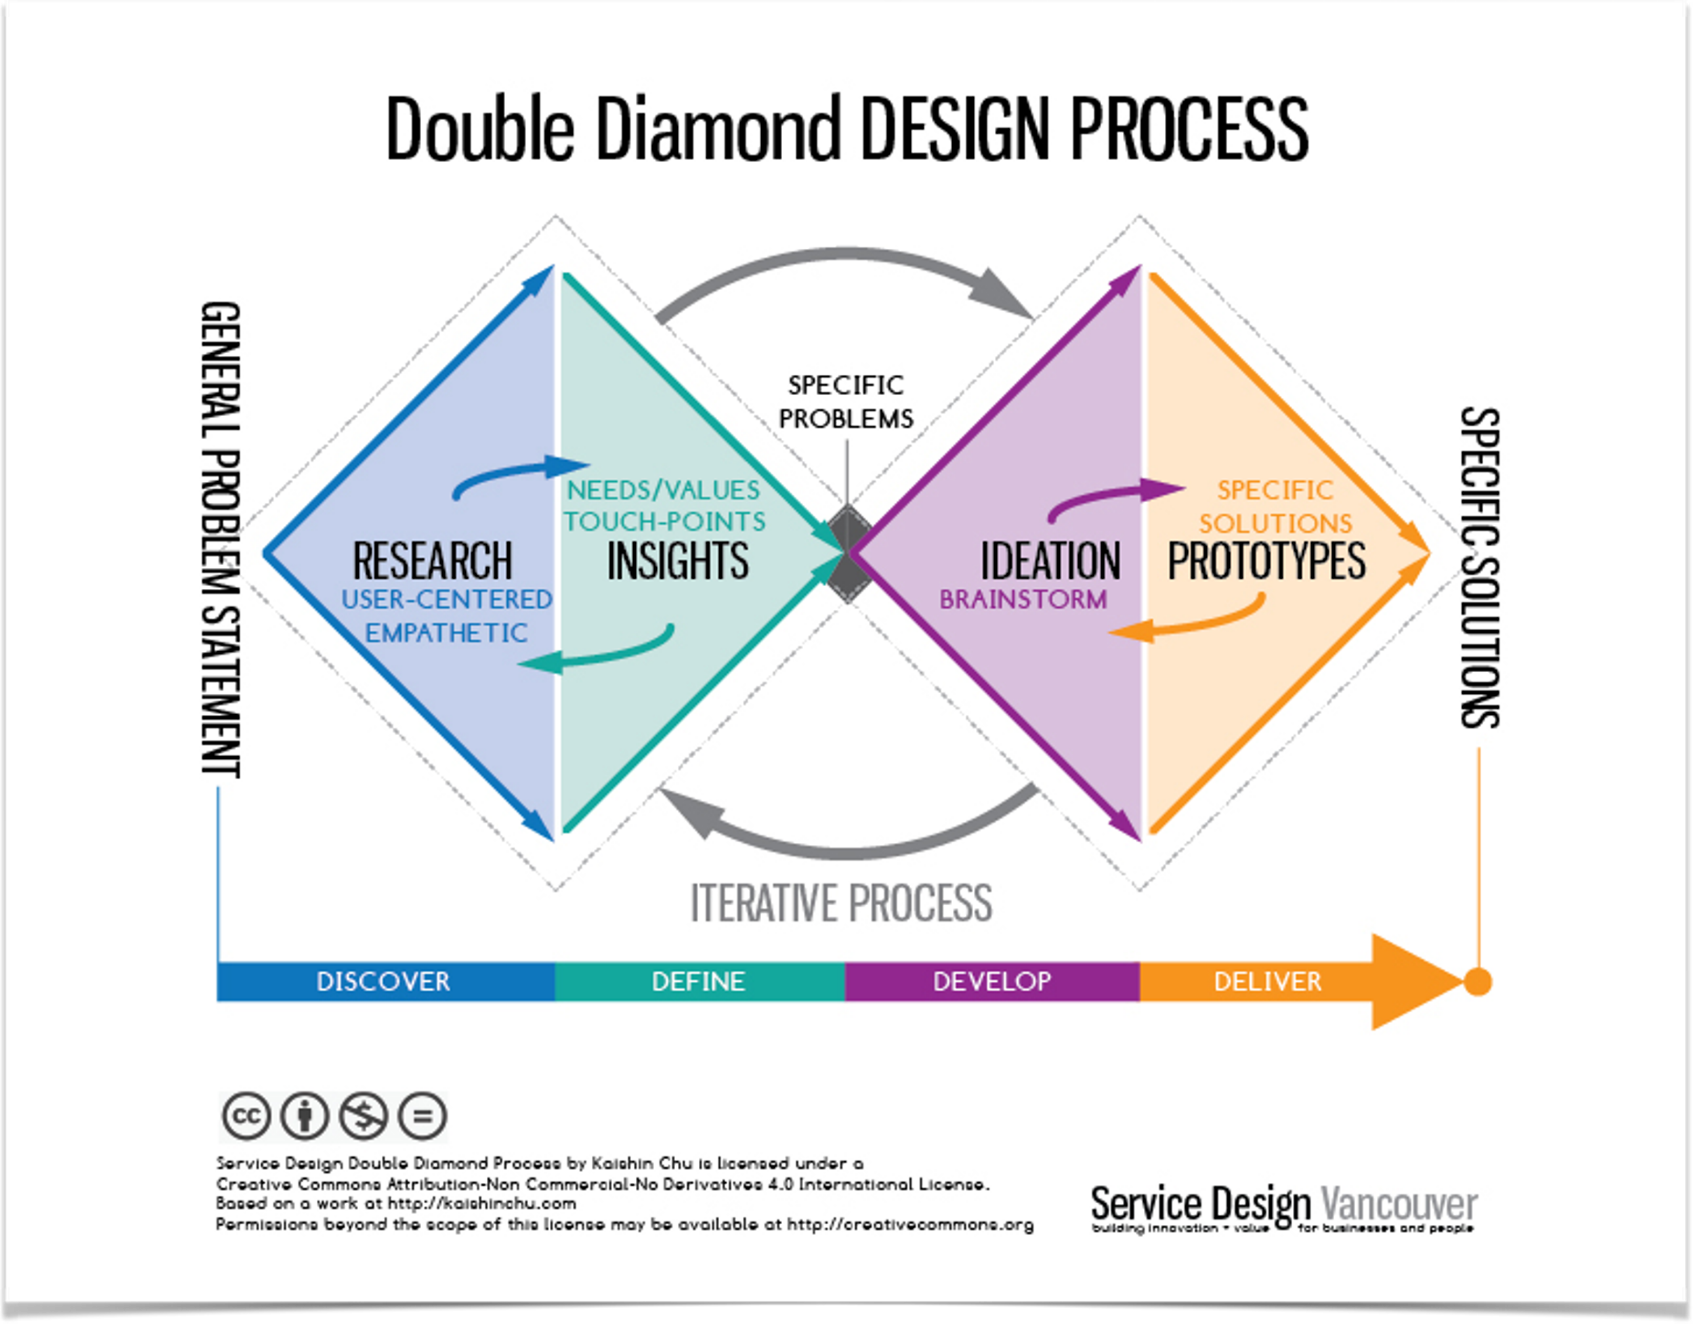 Double Diamond DESIGN PROCESS
GENERAL PROBLEM STATEMENT
SPECIFIC
PROBLEMS
NEEDS/VALUES
TOUCH-POINTS
RESEARCH
INSIGHTS
USER-CENTERED
EMPATHETIC
SPECIFIC
SOLUTIONS
IDEATION
PROTOTYPES
BRAINSTORM
SPECIFIC SOLUTIONS
ITERATIVE PROCESS
DISCOVER
DEFINE
DEVELOP
DELIVER
cc
Service Design Double Diamond Process by Kaishin Chu is licensed under a
Creative Commons Attribution-Non Commercial-No Derivatives 4.0 International License.
Based on a work at http://kaishinchu.com
Permissions beyond the scope of this license may be available at http://creativecommons.org
Service Design Vancouver
building innovation + value for businesses and people